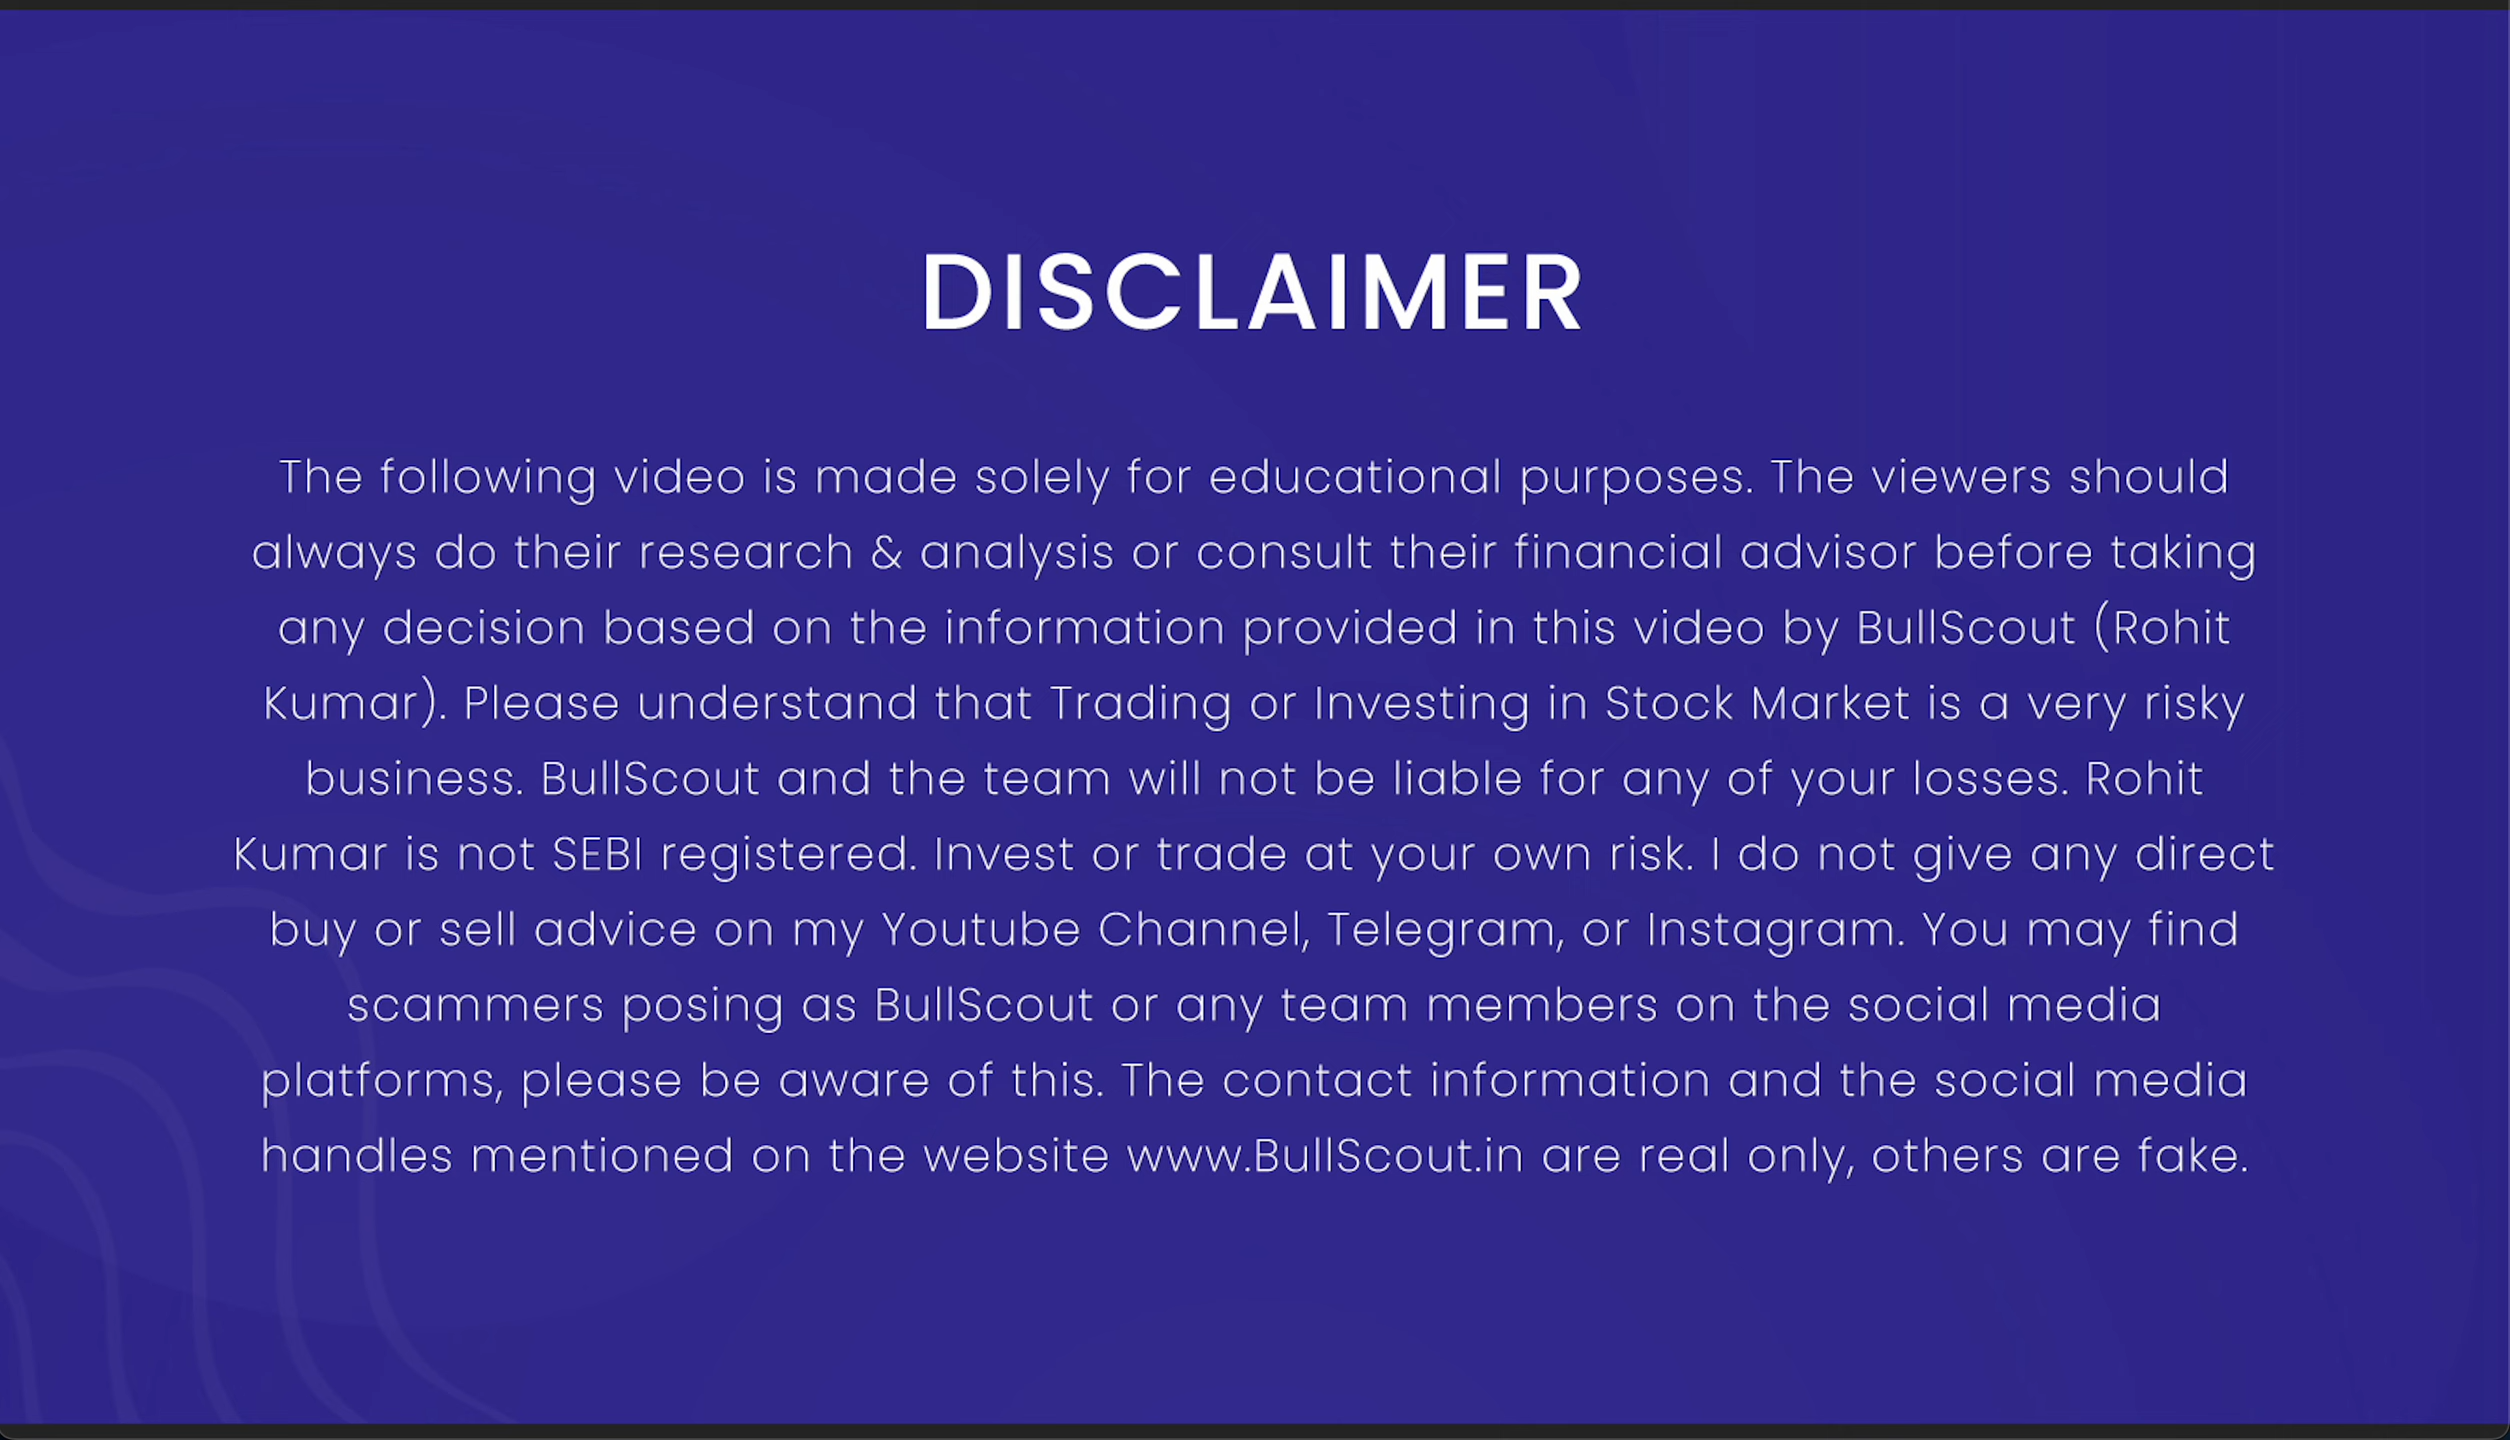 DISCLAIMER
The following video is made solely for educational purposes. The viewers should
always do their research & analysis or consult their financial advisor before taking
any decision based on the information provided in this video by BullScout (Rohit
Kumar). Please understand that Trading or Investing in Stock Market is a very risky
business. BullScout and the team will not be liable for any of your losses. Rohit
Kumar is not SEBI registered. Invest or trade at your own risk. I do not give any direct
buy or sell advice on my Youtube Channel, Telegram, or Instagram. You may find
scammers posing as BullScout or any team members on the social media
platforms, please be aware of this. The contact information and the social media
handles mentioned on the website www.BullScout.in are real only, others are fake.